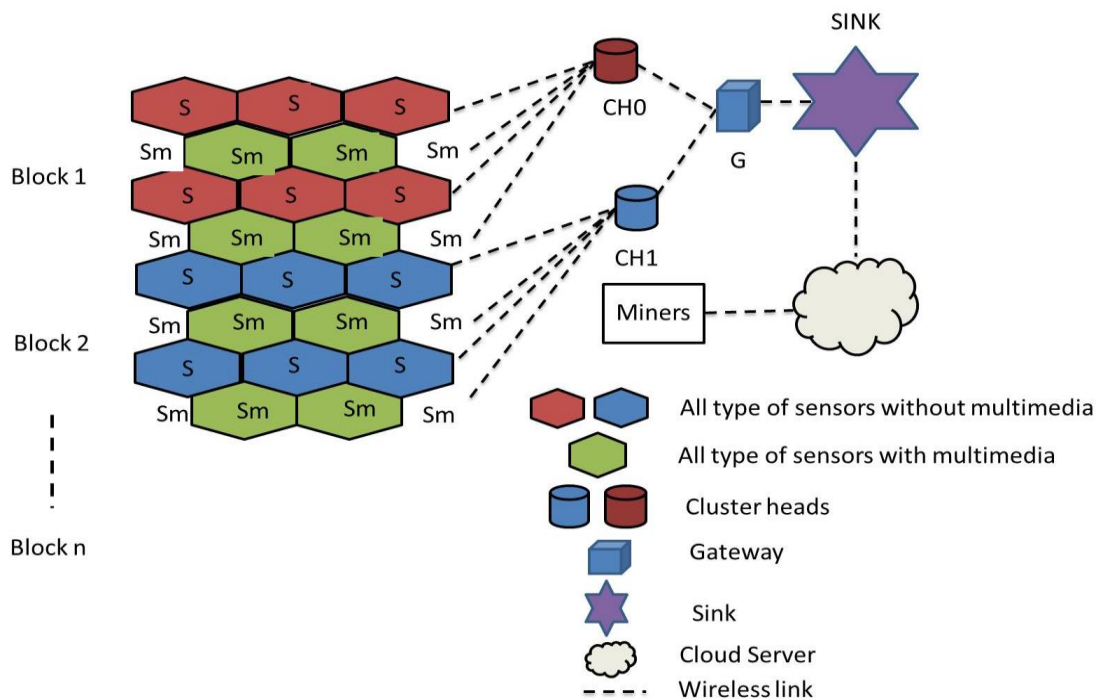 SINK
S S S
CH0
Sm Sm Sm Sm
G
Block 1
S S S
Sm Sm Sm Sm
CH1
S S S
Miners
Sm Sm Sm Sm
Block 2
S S S
Sm Sm Sm Sm
All type of sensors without multimedia
All type of sensors with multimedia
Cluster heads
Block n
Gateway
Sink
Cloud Server
Wireless link